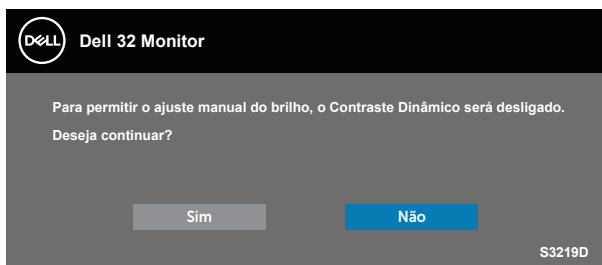 DELL Dell 32 Monitor
Para permitir o ajuste manual do brilho, o Contraste Dinâmico será desligado.
Deseja continuar?
Sim Não
S3219D